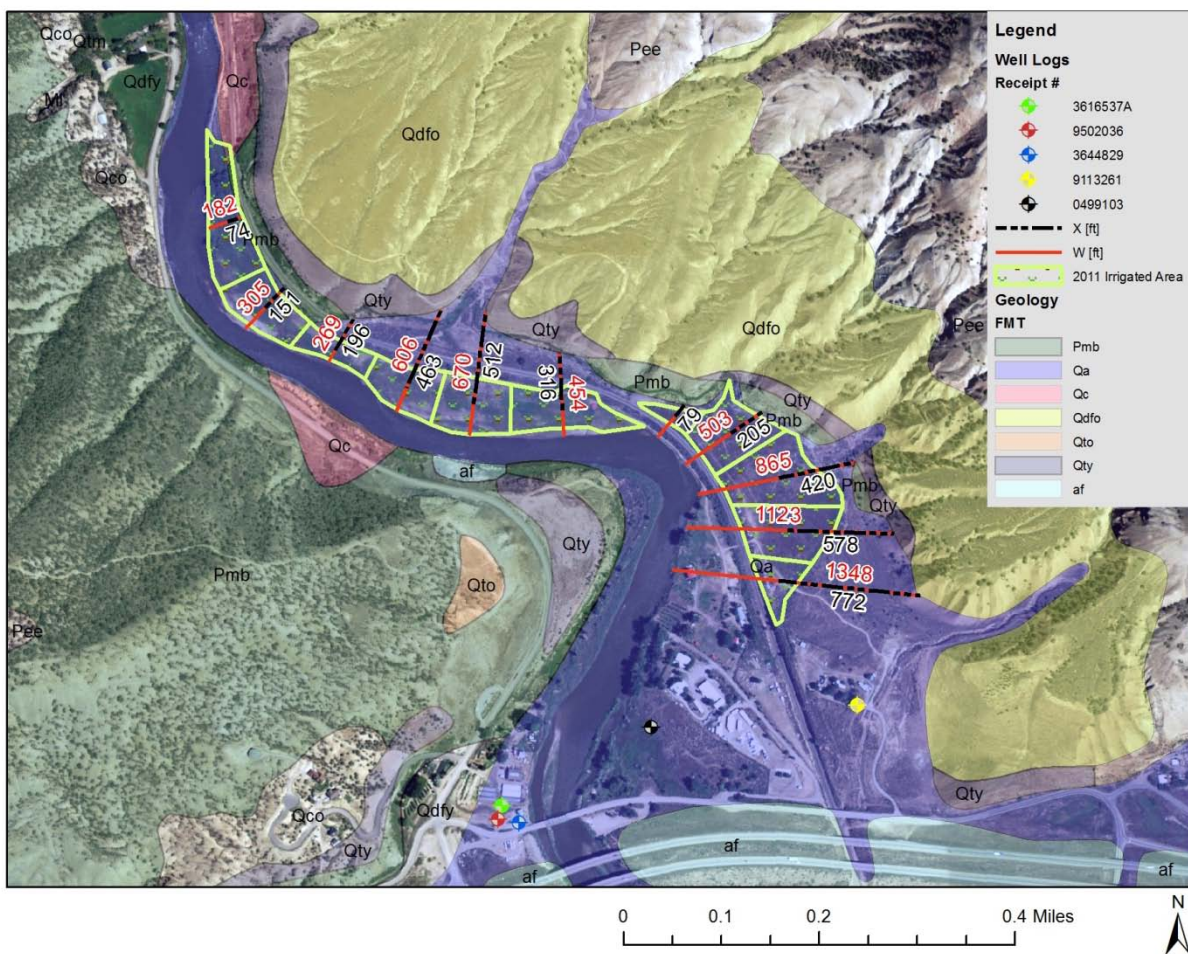 Qco
Qtm
Qdfy
Ml
Qco
Qc
Qdfo
Pee
182
74
Pmb
305
151
269
196
Qty
606
463
670
512
Qty
316
454
Qdfo
Pee
Pmb
79
Qty
503
205
Pmb
865
420
Pmb
Qty
1123
578
Qa
1348
772
Qc
af
Qty
Qto
Pmb
Pee
Qco
Qdfy
Qty
af
af
Qty
af
Legend
Well Logs
Receipt #
3616537A
9502036
3644829
9113261
0499103
X [ft]
W [ft]
2011 Irrigated Area
Geology
FMT
Pmb
Qa
Qc
Qdfo
Qto
Qty
af
0 0.1 0.2 0.4 Miles
N